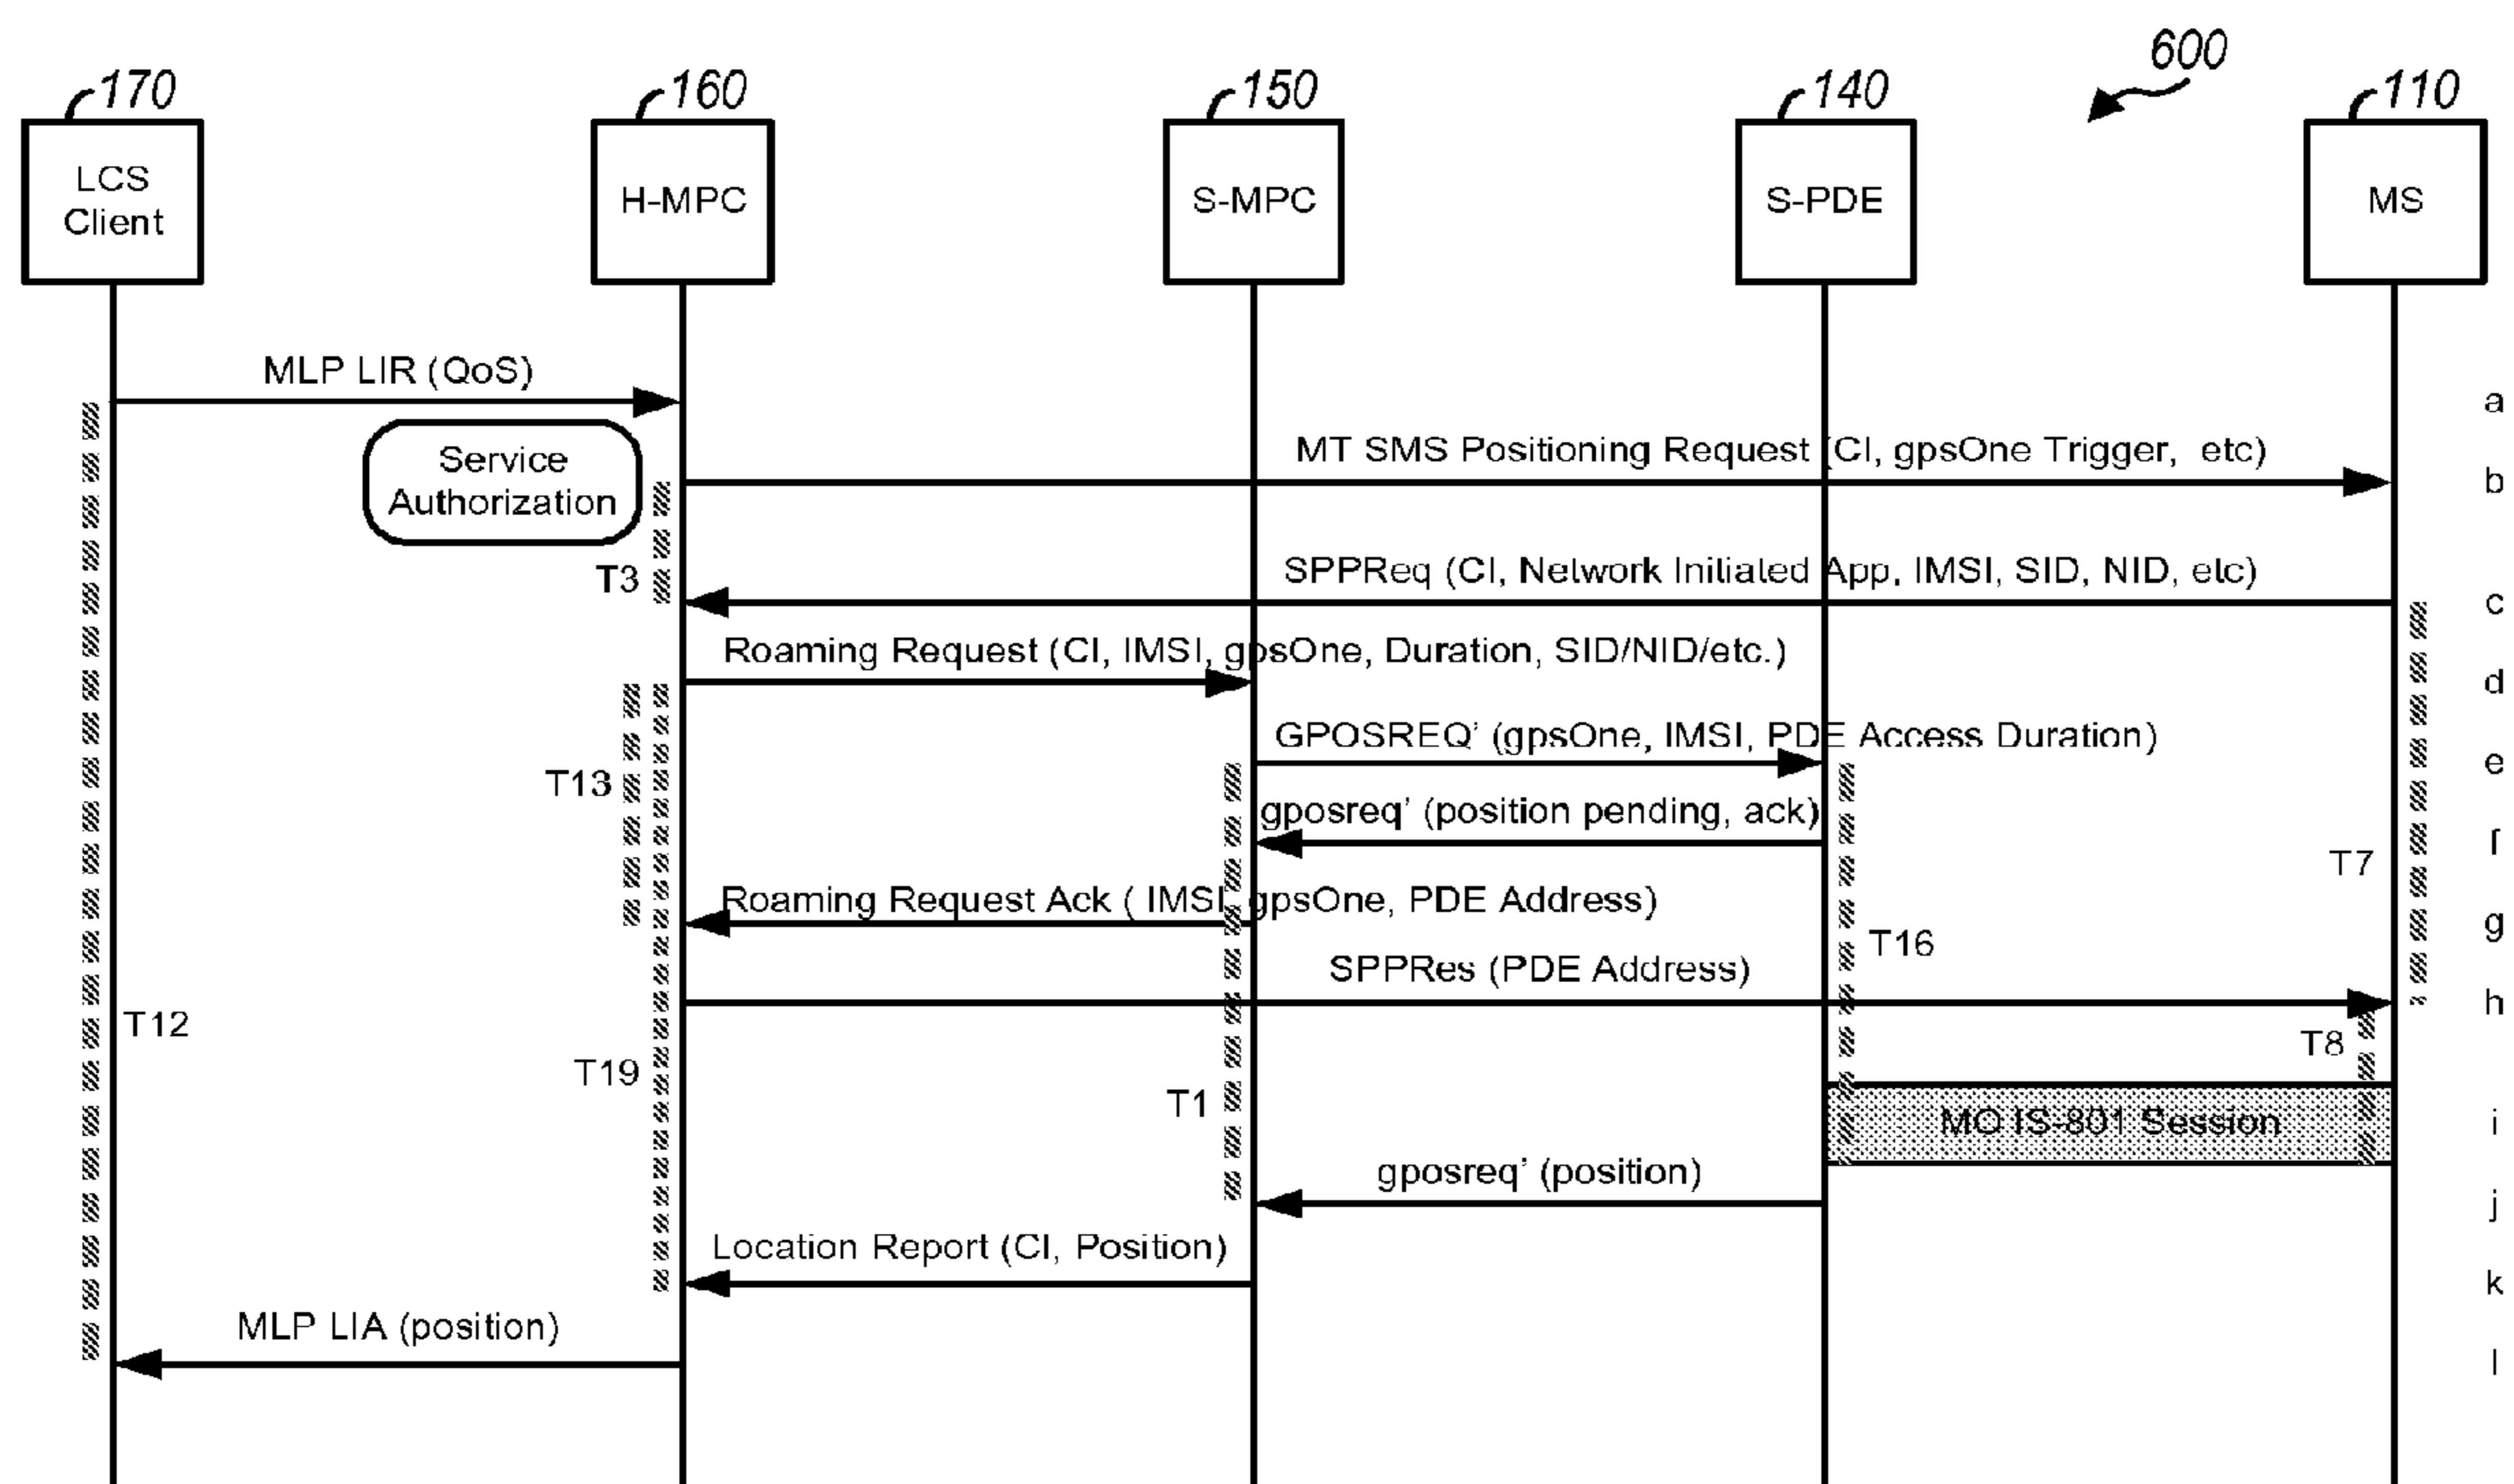 600
170
160
150
140
110
LCS
Client
H-MPC
S-MPC
S-PDE
MS
MLP LIR (QoS)
a
Service
Authorization
MT SMS Positioning Request (CI, gpsOne Trigger, etc)
b
T3
SPPReq (CI, Network Initiated App, IMSI, SID, NID, etc)
c
Roaming Request (CI, IMSI, gpsOne, Duration, SID/NID/etc.)
d
T13
GPOSREQ' (gpsOne, IMSI, PDE Access Duration)
e
gposreq' (position pending, ack)
f
T7
Roaming Request Ack ( IMSI, gpsOne, PDE Address)
g
T16
SPPRes (PDE Address)
h
T12
T8
T19
T1
MO IS-801 Session
i
gposreq' (position)
j
Location Report (CI, Position)
k
MLP LIA (position)
l